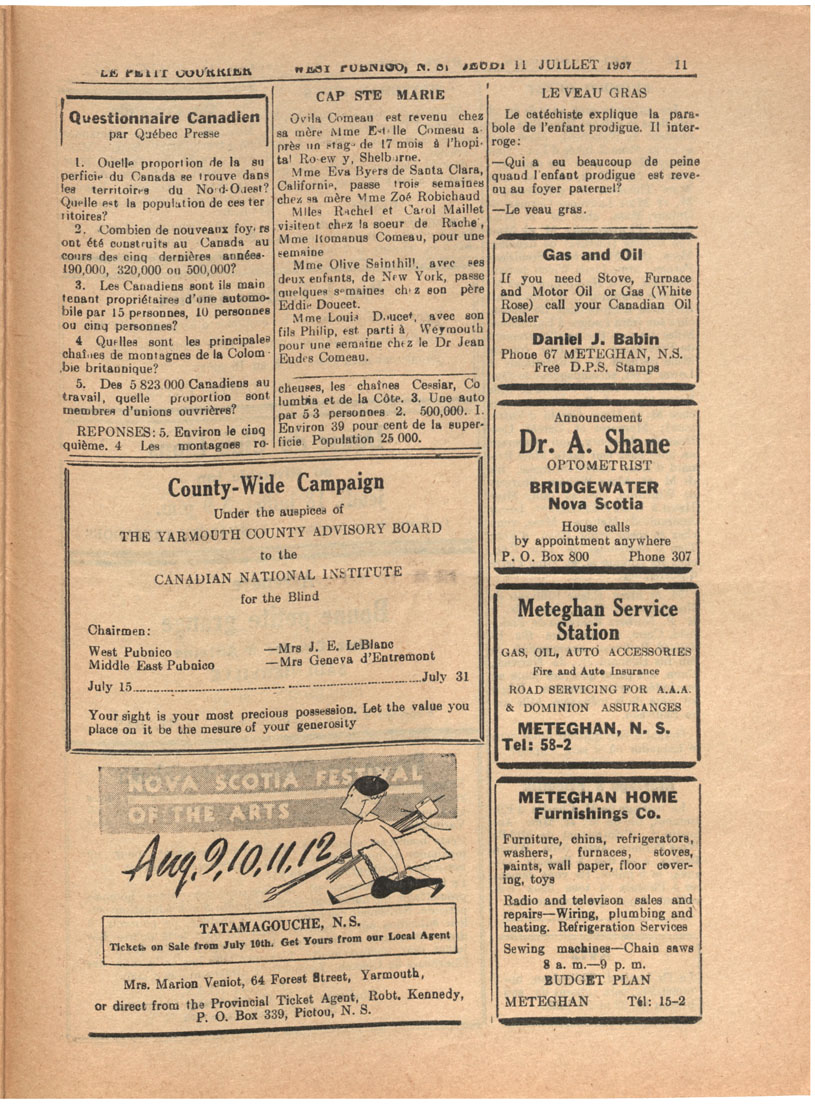 LE PETIT COURRIER WEST PUBNICO, N. S. JEUDI 11 JUILLET 1957 11
Questionnaire Canadien
par Québec Presse
1. Quelle proportion de la su
perficie du Canada se trouve dans
les territoires du No-d-Ouest?
Quelle est la population de ces ter
ritoires?
2. Combien de nouveaux foyers
ont été construits au Canada au
cours des cinq dernières années-
190,000, 320,000 ou 500,000?
3. Les Canadiens sont ils main
tenant propriétaires d'une automo-
bile par 15 personnes, 10 personnes
ou cinq personnes?
4 Quelles sont les principales
chaînes de montagnes de la Colom-
bie britannique?
5. Des 5 823 000 Canadiens au
travail, quelle proportion sont
membres d'unions ouvrières?
REPONSES: 5. Environ le cinq
quième. 4 Les montagnes ro-
cheuses, les chaînes Cessiar, Co
lumbia et de la Côte. 3. Une auto
par 5 3 personnes 2. 500,000. 1.
Environ 39 pour cent de la super-
ficie. Population 25 000.
CAP STE MARIE
Ovila Comeau est revenu chez
sa mère Mme Estelle Comeau a-
près un stage de 17 mois à l'hopi-
tal Roseway, Shelburne.
Mme Eva Byers de Santa Clara,
Californie, passe trois semaines
chez sa mère Mme Zoé Robichaud
Mlles Rachel et Carol Maillet
visitent chez la soeur de Rache',
Mme Romanus Comeau, pour une
semaine
Mme Olive Sainthill, avec ses
deux enfants, de New York, passe
quelques semaines chez son père
Eddie Doucet.
Mme Louis Doucet, avec son
fils Philip, est parti à Weymouth
pour une semaine chez le Dr Jean
Eudes Comeau.
LE VEAU GRAS
Le catéchiste explique la para-
bole de l'enfant prodigue. Il inter-
roge:
—Qui a eu beaucoup de peine
quand l'enfant prodigue est reve-
nu au foyer paternel?
—Le veau gras.
Gas and Oil
If you need Stove, Furnace
and Motor Oil or Gas (White
Rose) call your Canadian Oil
Dealer
Daniel J. Babin
Phone 67 METEGHAN, N.S.
Free D.P.S. Stamps
Announcement
Dr. A. Shane
OPTOMETRIST
BRIDGEWATER
Nova Scotia
House calls
by appointment anywhere
P. O. Box 800 Phone 307
Meteghan Service
Station
GAS, OIL, AUTO ACCESSORIES
Fire and Auto Insurance
ROAD SERVICING FOR A.A.A.
& DOMINION ASSURANGES
METEGHAN, N. S.
Tel: 58-2
METEGHAN HOME
Furnishings Co.
Furniture, china, refrigerators,
washers, furnaces, stoves,
paints, wall paper, floor cover-
ing, toys
Radio and televison sales and
repairs—Wiring, plumbing and
heating. Refrigeration Services
Sewing machines—Chain saws
8 a. m.—9 p. m.
BUDGET PLAN
METEGHAN Tél: 15-2
County-Wide Campaign
Under the auspices of
THE YARMOUTH COUNTY ADVISORY BOARD
to the
CANADIAN NATIONAL INSTITUTE
for the Blind
Chairmen:
West Pubnico —Mrs J. E. LeBlanc
Middle East Pubnico —Mrs Geneva d'Entremont
July 15 July 31
Your sight is your most precious possession. Let the value you
place on it be the mesure of your generosity
NOVA SCOTIA FESTIVAL
OF THE ARTS
Aug. 9, 10, 11, 12
TATAMAGOUCHE, N.S.
Tickets on Sale from July 10th. Get Yours from our Local Agent
Mrs. Marion Veniot, 64 Forest Street, Yarmouth,
or direct from the Provincial Ticket Agent, Robt. Kennedy,
P. O. Box 339, Pictou, N. S.